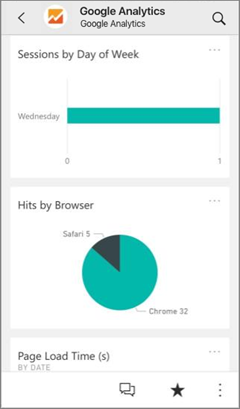 Google Analytics
Google Analytics
Sessions by Day of Week
Wednesday
0 1
Hits by Browser
Safari 5
Chrome 32
Page Load Time (s)
BY DATE